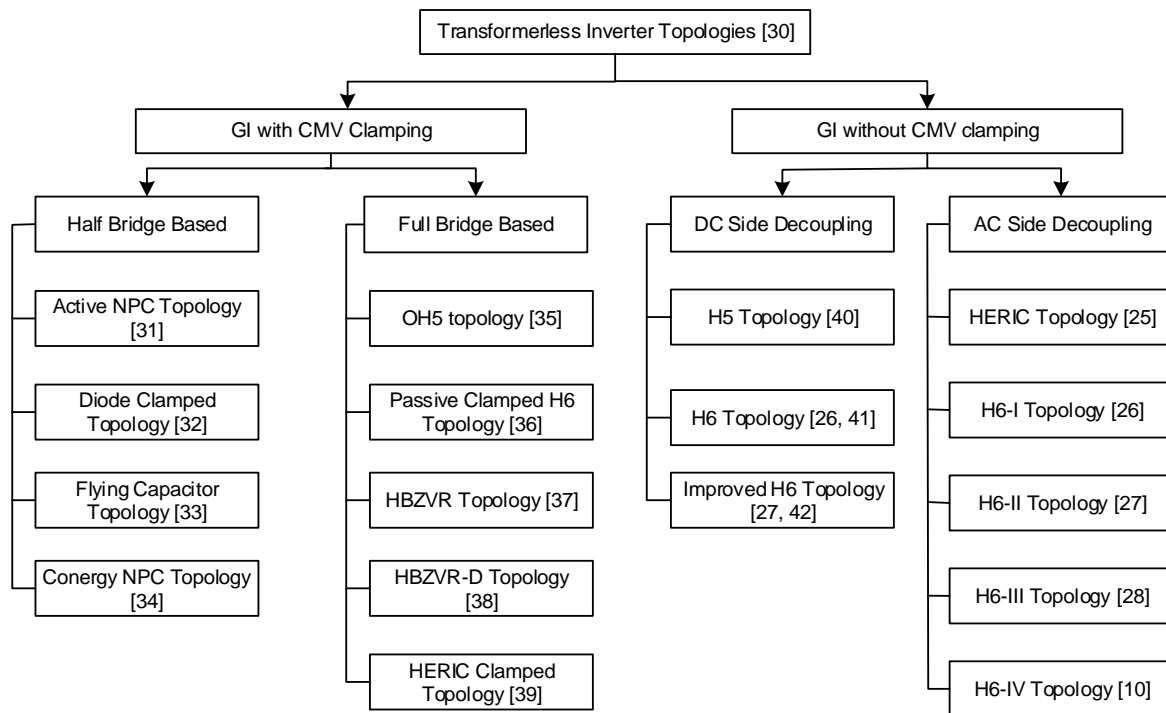 Transformerless Inverter Topologies [30]
GI with CMV Clamping
GI without CMV clamping
Half Bridge Based
Full Bridge Based
DC Side Decoupling
AC Side Decoupling
Active NPC Topology
[31]
OH5 topology [35]
H5 Topology [40]
HERIC Topology [25]
Diode Clamped
Topology [32]
Passive Clamped H6
Topology [36]
H6 Topology [26, 41]
H6-I Topology [26]
Flying Capacitor
Topology [33]
HBZVR Topology [37]
Improved H6 Topology
[27, 42]
H6-II Topology [27]
Conergy NPC Topology
[34]
HBZVR-D Topology
[38]
H6-III Topology [28]
HERIC Clamped
Topology [39]
H6-IV Topology [10]